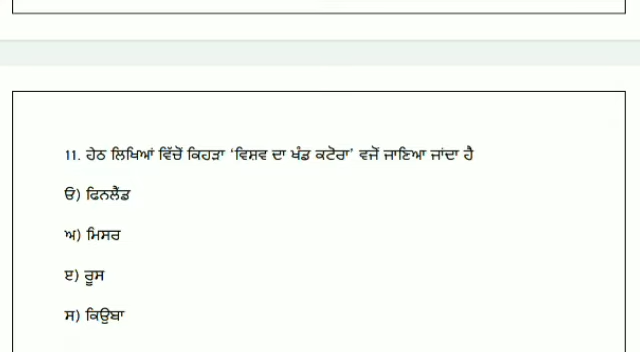 11. ਹੇਠ ਲਿਖਿਆਂ ਵਿੱਚੋਂ ਕਿਹੜਾ ‘ਵਿਸ਼ਵ ਦਾ ਖੰਡ ਕਟੋਰਾ’ ਵਜੋਂ ਜਾਣਿਆ ਜਾਂਦਾ ਹੈ
ੳ) ਫਿਨਲੈਂਡ
ਅ) ਮਿਸਰ
ੲ) ਰੂਸ
ਸ) ਕਿਊਬਾ